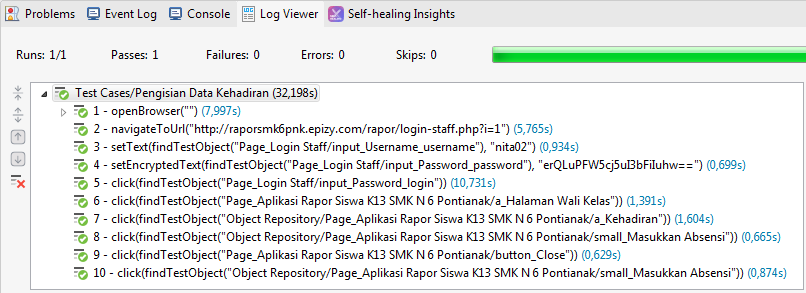 Problems Event Log Console Log Viewer Self-healing Insights
Runs: 1/1 Passes: 1 Failures: 0 Errors: 0 Skips: 0
Test Cases/Pengisian Data Kehadiran (32,198s)
1 - openBrowser("") (7,997s)
2 - navigateToUrl("http://raporsmk6pnk.epizy.com/rapor/login-staff.php?i=1") (5,765s)
3 - setText(findTestObject("Page_Login Staff/input_Username_username"), "nita02") (0,934s)
4 - setEncryptedText(findTestObject("Page_Login Staff/input_Password_password"), "erQLuPFW5cj5uI3bFiIuhw==") (0,699s)
5 - click(findTestObject("Page_Login Staff/input_Password_login")) (10,731s)
6 - click(findTestObject("Page_Aplikasi Rapor Siswa K13 SMK N 6 Pontianak/a_Halaman Wali Kelas")) (1,391s)
7 - click(findTestObject("Object Repository/Page_Aplikasi Rapor Siswa K13 SMK N 6 Pontianak/a_Kehadiran")) (1,604s)
8 - click(findTestObject("Object Repository/Page_Aplikasi Rapor Siswa K13 SMK N 6 Pontianak/small_Masukkan Absensi")) (0,665s)
9 - click(findTestObject("Page_Aplikasi Rapor Siswa K13 SMK N 6 Pontianak/button_Close")) (0,629s)
10 - click(findTestObject("Object Repository/Page_Aplikasi Rapor Siswa K13 SMK N 6 Pontianak/small_Masukkan Absensi")) (0,874s)